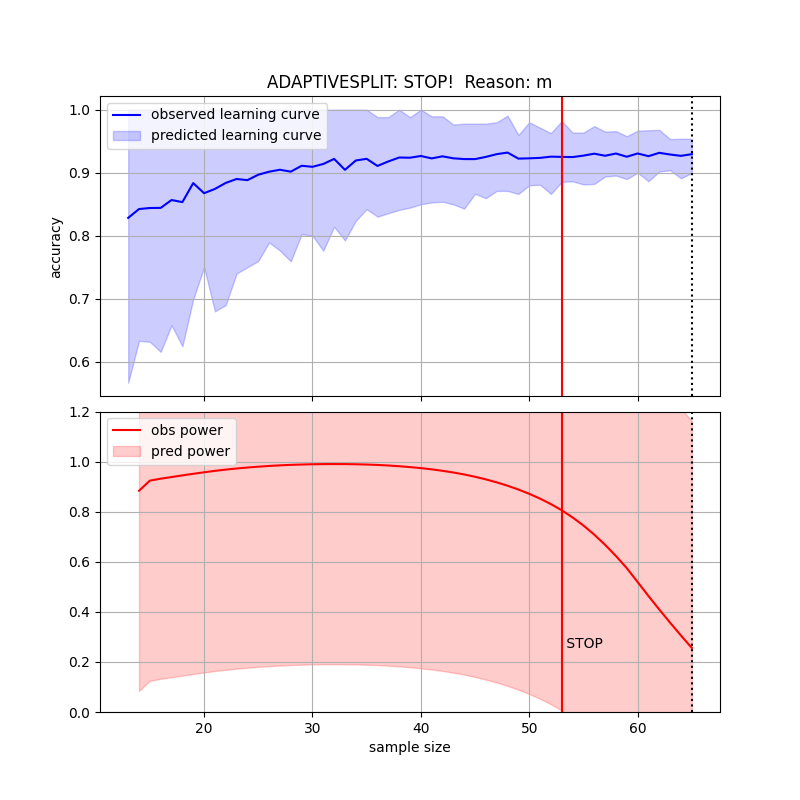 ADAPTIVESPLIT: STOP!  Reason: m
observed learning curve
predicted learning curve
1.0
0.9
0.8
0.7
0.6
accuracy
obs power
pred power
1.2
1.0
0.8
0.6
0.4
0.2
0.0
STOP
20 30 40 50 60
sample size